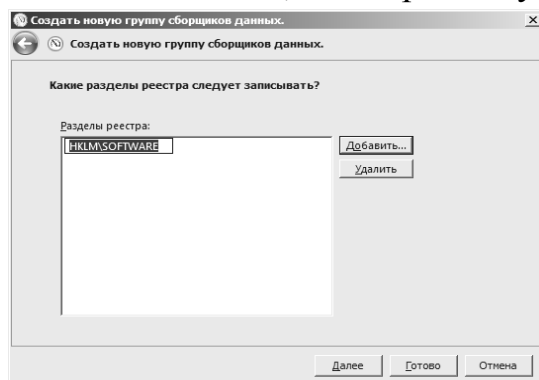 Создать новую группу сборщиков данных.
Создать новую группу сборщиков данных.
Какие разделы реестра следует записывать?
Разделы реестра:
HKLM\SOFTWARE
Добавить...
Удалить
Далее
Готово
Отмена